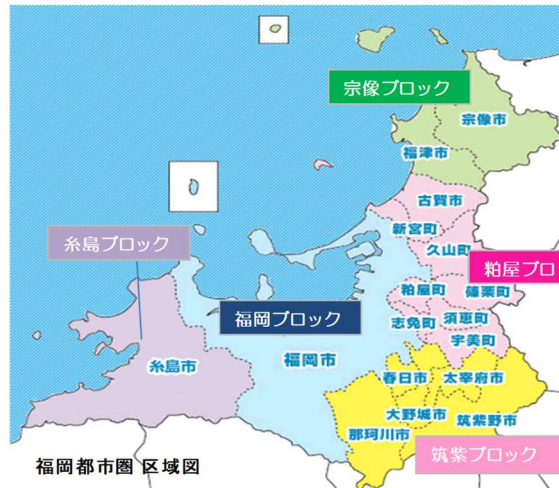 宗像ブロック
宗像市
福津市
古賀市
新宮町
久山町
糸島ブロック
粕屋ブロ
粕屋町
篠栗町
福岡ブロック
志免町
須恵町
宇美町
糸島市
福岡市
春日市
太宰府市
大野城市
筑紫野市
那珂川市
筑紫ブロック
福岡都市圏 区域図